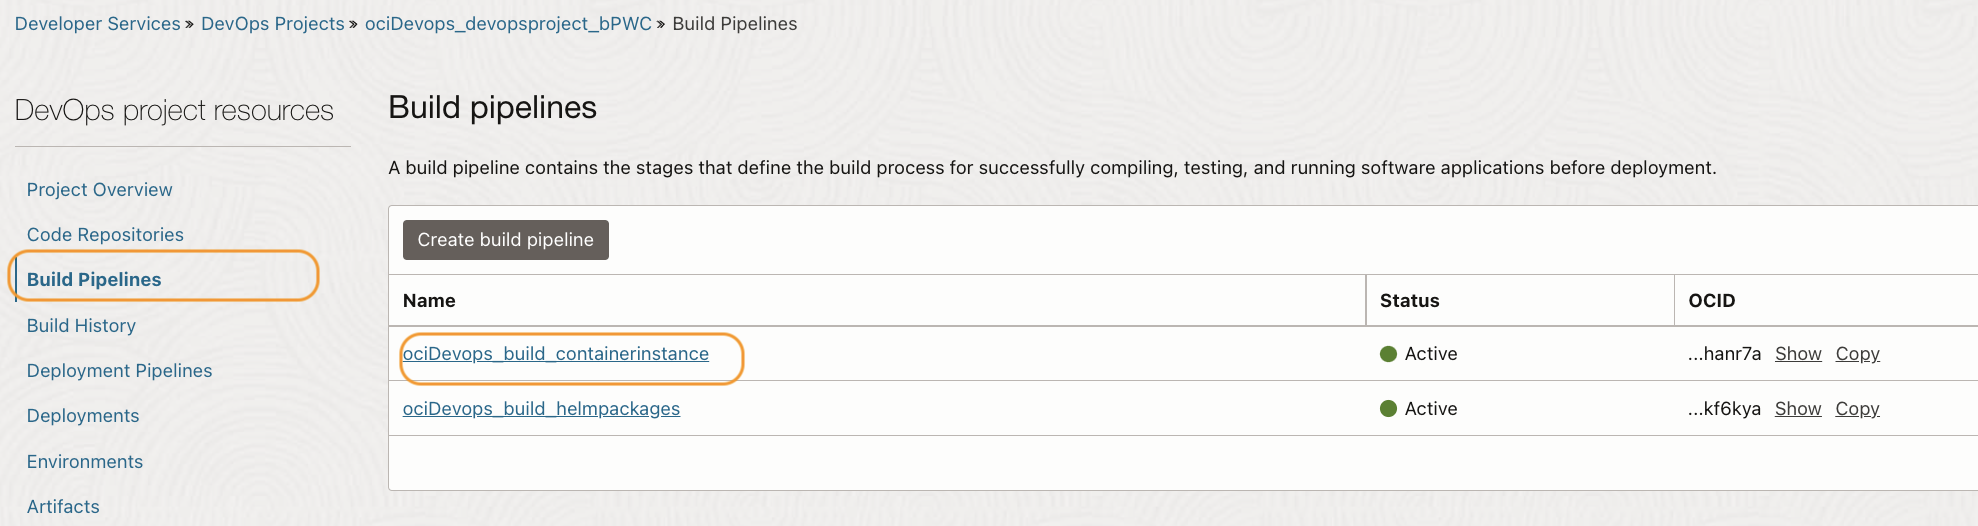 Developer Services » DevOps Projects » ociDevops_devopsproject_bPWC » Build Pipelines
DevOps project resources
Project Overview
Code Repositories
Build Pipelines
Build History
Deployment Pipelines
Deployments
Environments
Artifacts
Build pipelines
A build pipeline contains the stages that define the build process for successfully compiling, testing, and running software applications before deployment.
Create build pipeline
Name Status OCID
ociDevops_build_containerinstance Active ...hanr7a Show Copy
ociDevops_build_helmpackages Active ...kf6kya Show Copy